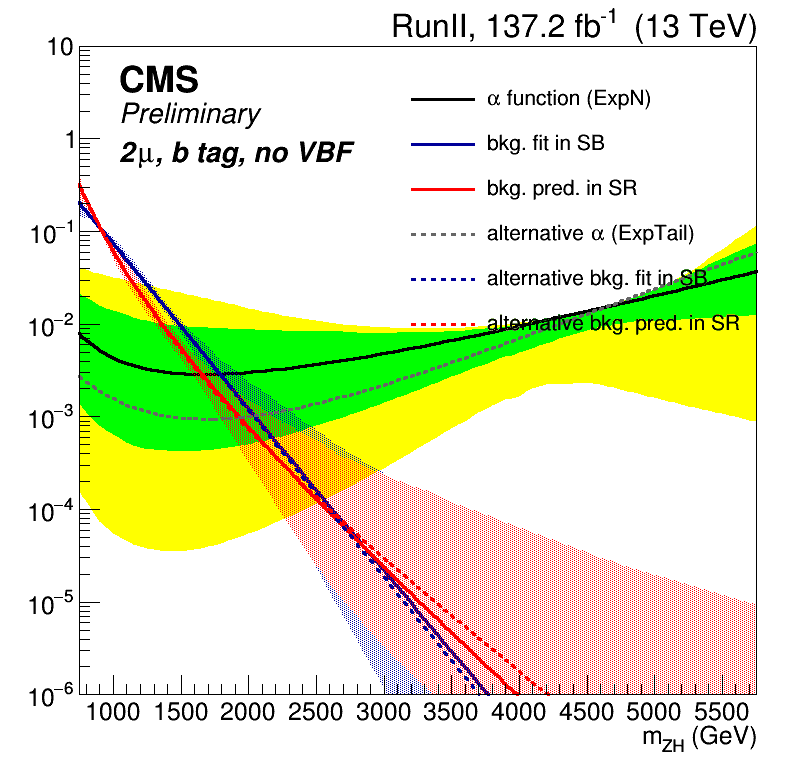 RunII, 137.2 fb⁻¹ (13 TeV)
CMS
Preliminary
2μ, b tag, no VBF
α function (ExpN)
bkg. fit in SB
bkg. pred. in SR
alternative α (ExpTail)
alternative bkg. fit in SB
alternative bkg. pred. in SR
10
1
10⁻¹
10⁻²
10⁻³
10⁻⁴
10⁻⁵
10⁻⁶
1000 1500 2000 2500 3000 3500 4000 4500 5000 5500
m_ZH (GeV)